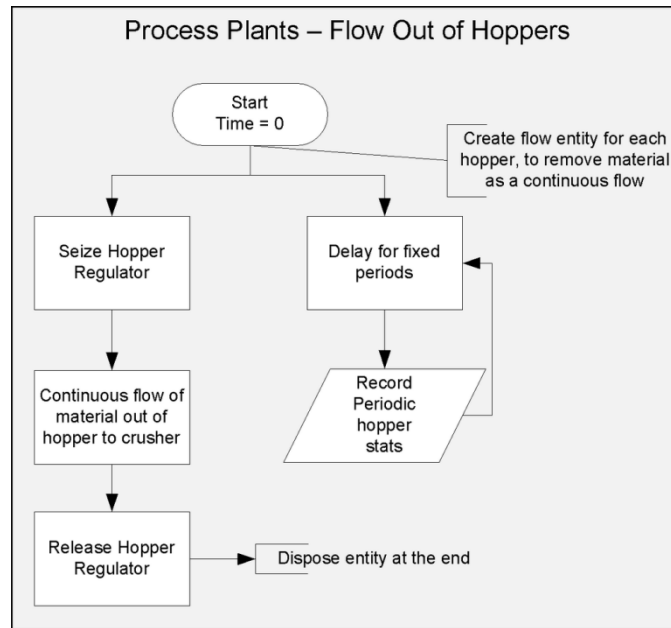 Process Plants – Flow Out of Hoppers
Start
Time = 0
Create flow entity for each
hopper, to remove material
as a continuous flow
Seize Hopper
Regulator
Delay for fixed
periods
Continuous flow of
material out of
hopper to crusher
Record
Periodic
hopper
stats
Release Hopper
Regulator
Dispose entity at the end